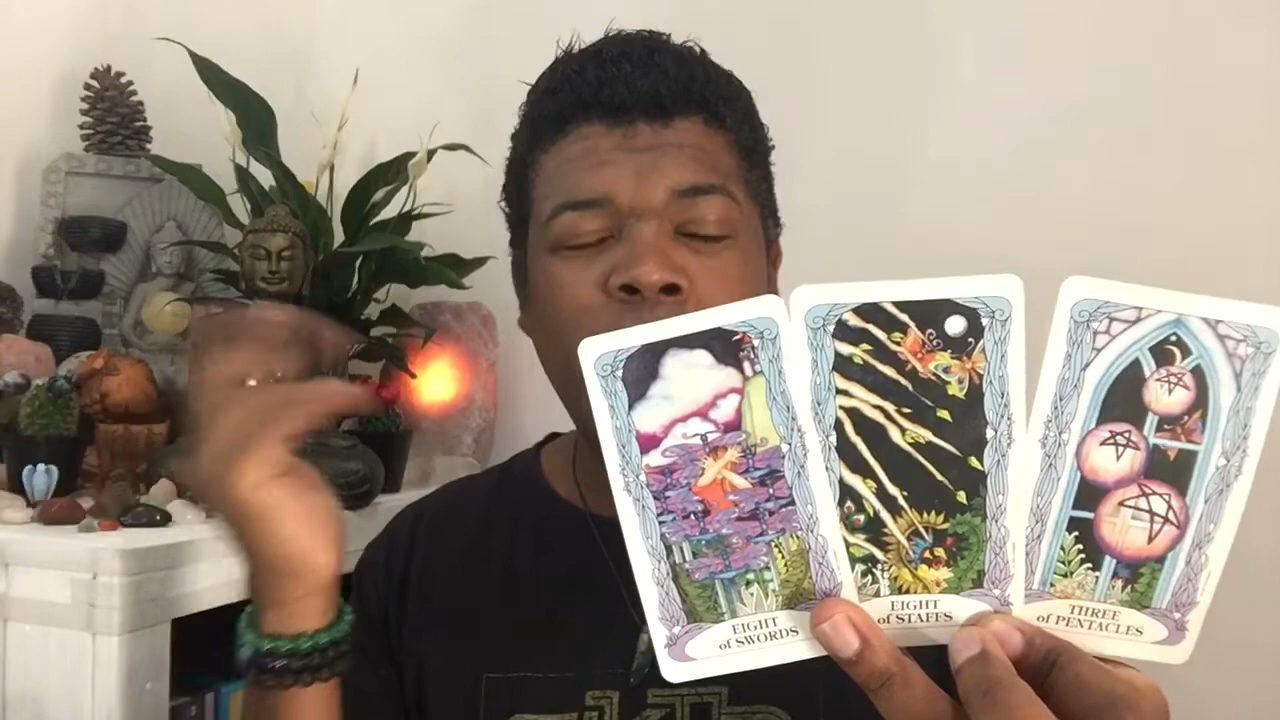 EIGHT
of SWORDS
EIGHT
of STAFFS
THREE
of PENTACLES